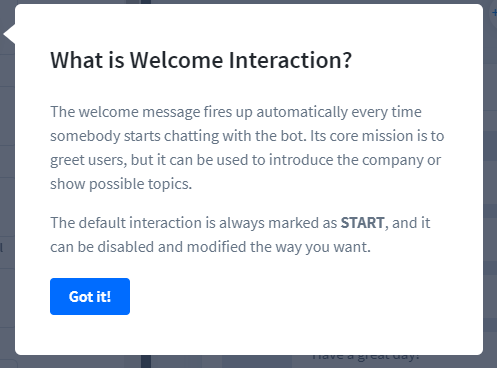 What is Welcome Interaction?
The welcome message fires up automatically every time
somebody starts chatting with the bot. Its core mission is to
greet users, but it can be used to introduce the company or
show possible topics.
The default interaction is always marked as START, and it
can be disabled and modified the way you want.
Got it!
Have a great day!